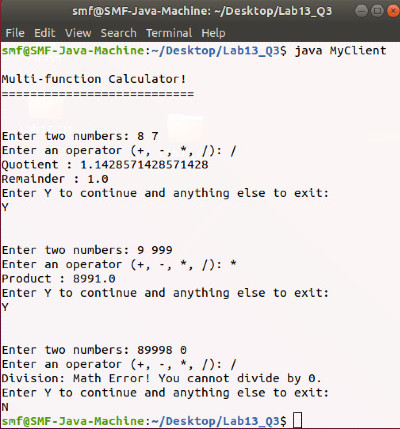 smf@SMF-Java-Machine: ~/Desktop/Lab13_Q3
File Edit View Search Terminal Help
smf@SMF-Java-Machine:~/Desktop/Lab13_Q3$ java MyClient
Multi-function Calculator!
===========================
Enter two numbers: 8 7
Enter an operator (+, -, *, /): /
Quotient : 1.1428571428571428
Remainder : 1.0
Enter Y to continue and anything else to exit:
Y
Enter two numbers: 9 999
Enter an operator (+, -, *, /): *
Product : 8991.0
Enter Y to continue and anything else to exit:
Y
Enter two numbers: 89998 0
Enter an operator (+, -, *, /): /
Division: Math Error! You cannot divide by 0.
Enter Y to continue and anything else to exit:
N
smf@SMF-Java-Machine:~/Desktop/Lab13_Q3$